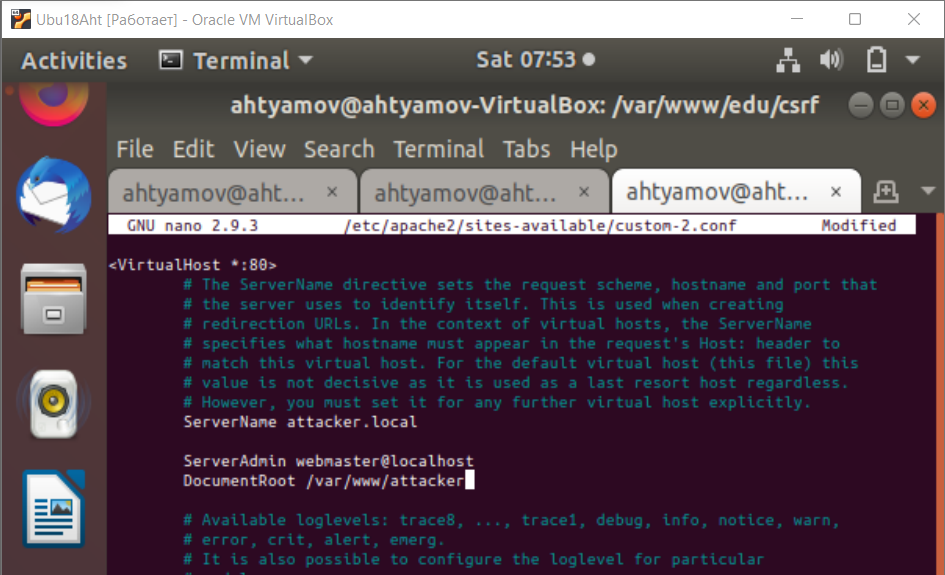 Ubu18Aht [Работает] - Oracle VM VirtualBox
Activities Terminal Sat 07:53
ahtyamov@ahtyamov-VirtualBox: /var/www/edu/csrf
File Edit View Search Terminal Tabs Help
ahtyamov@aht... × ahtyamov@aht... × ahtyamov@aht... ×
GNU nano 2.9.3 /etc/apache2/sites-available/custom-2.conf Modified
<VirtualHost *:80>
# The ServerName directive sets the request scheme, hostname and port that
# the server uses to identify itself. This is used when creating
# redirection URLs. In the context of virtual hosts, the ServerName
# specifies what hostname must appear in the request's Host: header to
# match this virtual host. For the default virtual host (this file) this
# value is not decisive as it is used as a last resort host regardless.
# However, you must set it for any further virtual host explicitly.
ServerName attacker.local
ServerAdmin webmaster@localhost
DocumentRoot /var/www/attacker
# Available loglevels: trace8, ..., trace1, debug, info, notice, warn,
# error, crit, alert, emerg.
# It is also possible to configure the loglevel for particular